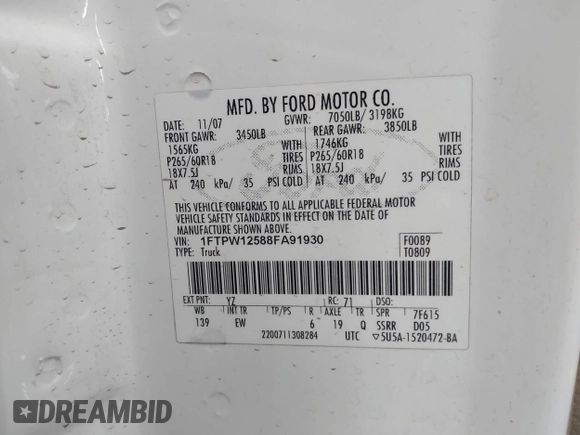 MFD. BY FORD MOTOR CO.
DATE: 11/07 GVWR: 7050LB/ 3198KG
FRONT GAWR: 3450LB REAR GAWR: 3850LB
1565KG WITH 1746KG WITH
P265/60R18 TIRES P265/60R18 TIRES
18X7.5J RIMS 18X7.5J RIMS
AT 240 kPa/ 35 PSI COLD AT 240 kPa/ 35 PSI COLD
THIS VEHICLE CONFORMS TO ALL APPLICABLE FEDERAL MOTOR
VEHICLE SAFETY STANDARDS IN EFFECT ON THE DATE OF
MANUFACTURE SHOWN ABOVE.
VIN: 1FTPW12588FA91930 F0089
TYPE: Truck T0809
EXT PNT: YZ RC: 71 DSO:
WB INT TR TP/PS R AXLE TR SPR 7F615
139 EW 6 19 Q SSRR D05
2200711308284 UTC ▽5U5A-1520472-BA
Ford
DREAMBID